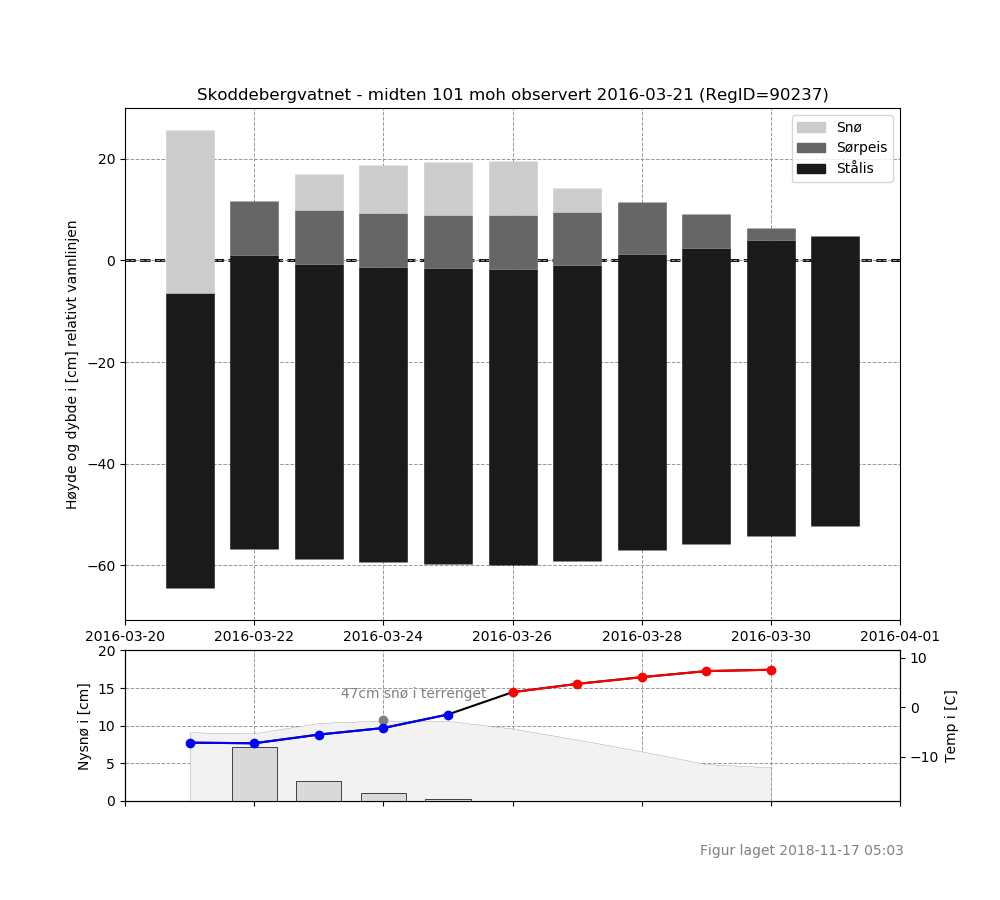 Skoddebergvatnet - midten 101 moh observert 2016-03-21 (RegID=90237)
Snø
Sørpeis
Stålis
Høyde og dybde i [cm] relativt vannlinjen
20
0
−20
−40
−60
2016-03-20 2016-03-22 2016-03-24 2016-03-26 2016-03-28 2016-03-30 2016-04-01
Nysnø i [cm]
20
15
10
5
0
47cm snø i terrenget
10
0
−10
Temp i [C]
Figur laget 2018-11-17 05:03